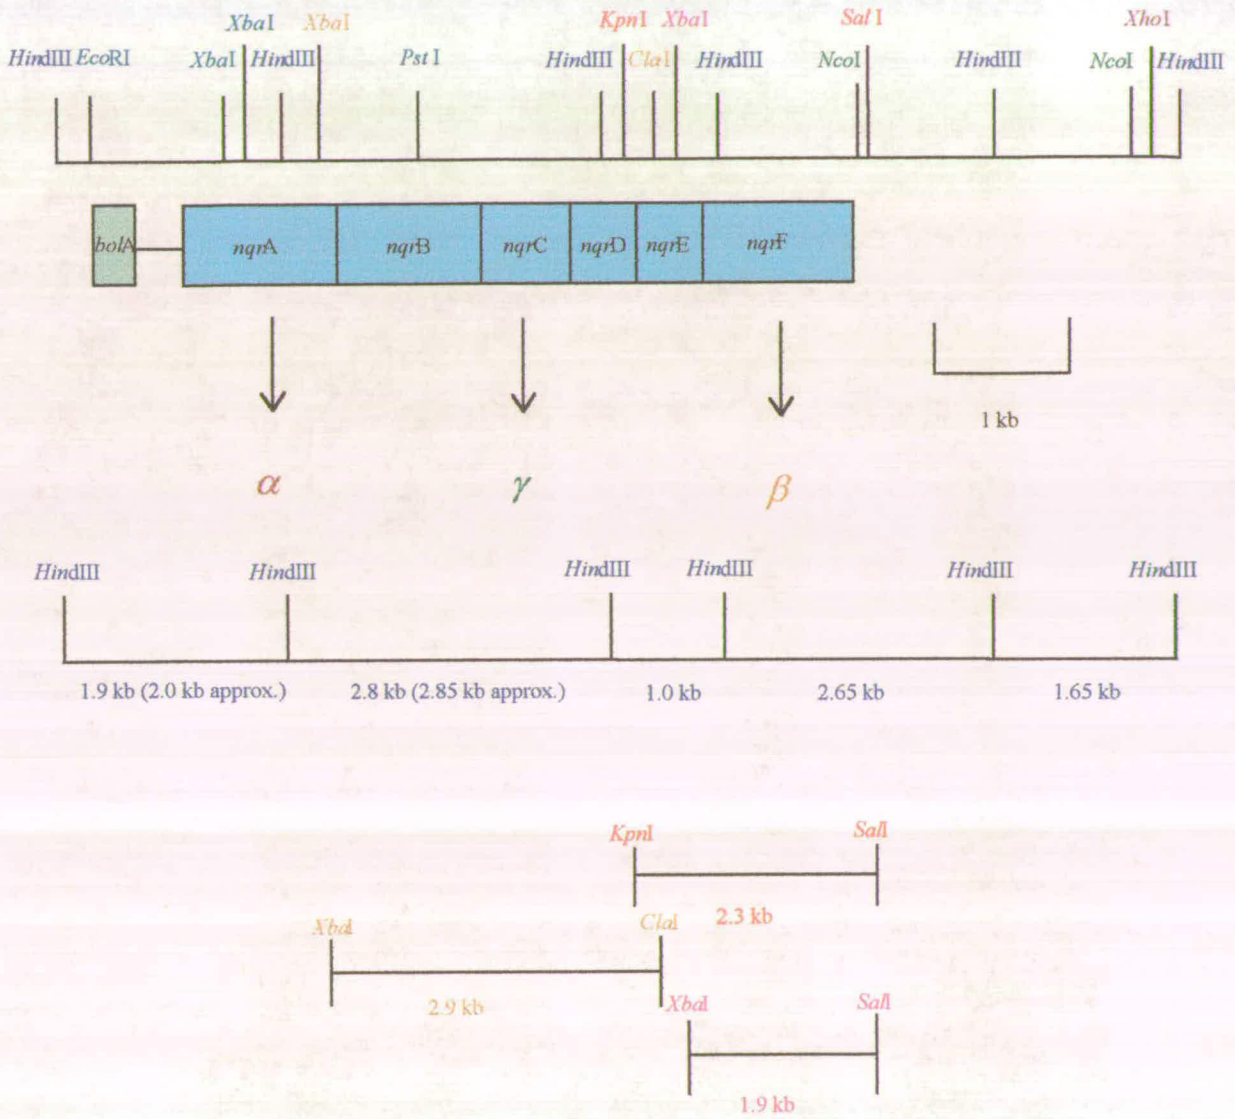 XbaI XbaI KpnI XbaI Sal I XhoI
HindIII EcoRI XbaI HindIII Pst I HindIII ClaI HindIII NcoI HindIII NcoI HindIII
bolA nqrA nqrB nqrC nqrD nqrE nqrF
1 kb
α γ β
HindIII HindIII HindIII HindIII HindIII HindIII
1.9 kb (2.0 kb approx.) 2.8 kb (2.85 kb approx.) 1.0 kb 2.65 kb 1.65 kb
KpnI SalI
2.3 kb
XbaI ClaI
2.9 kb
XbaI SalI
1.9 kb